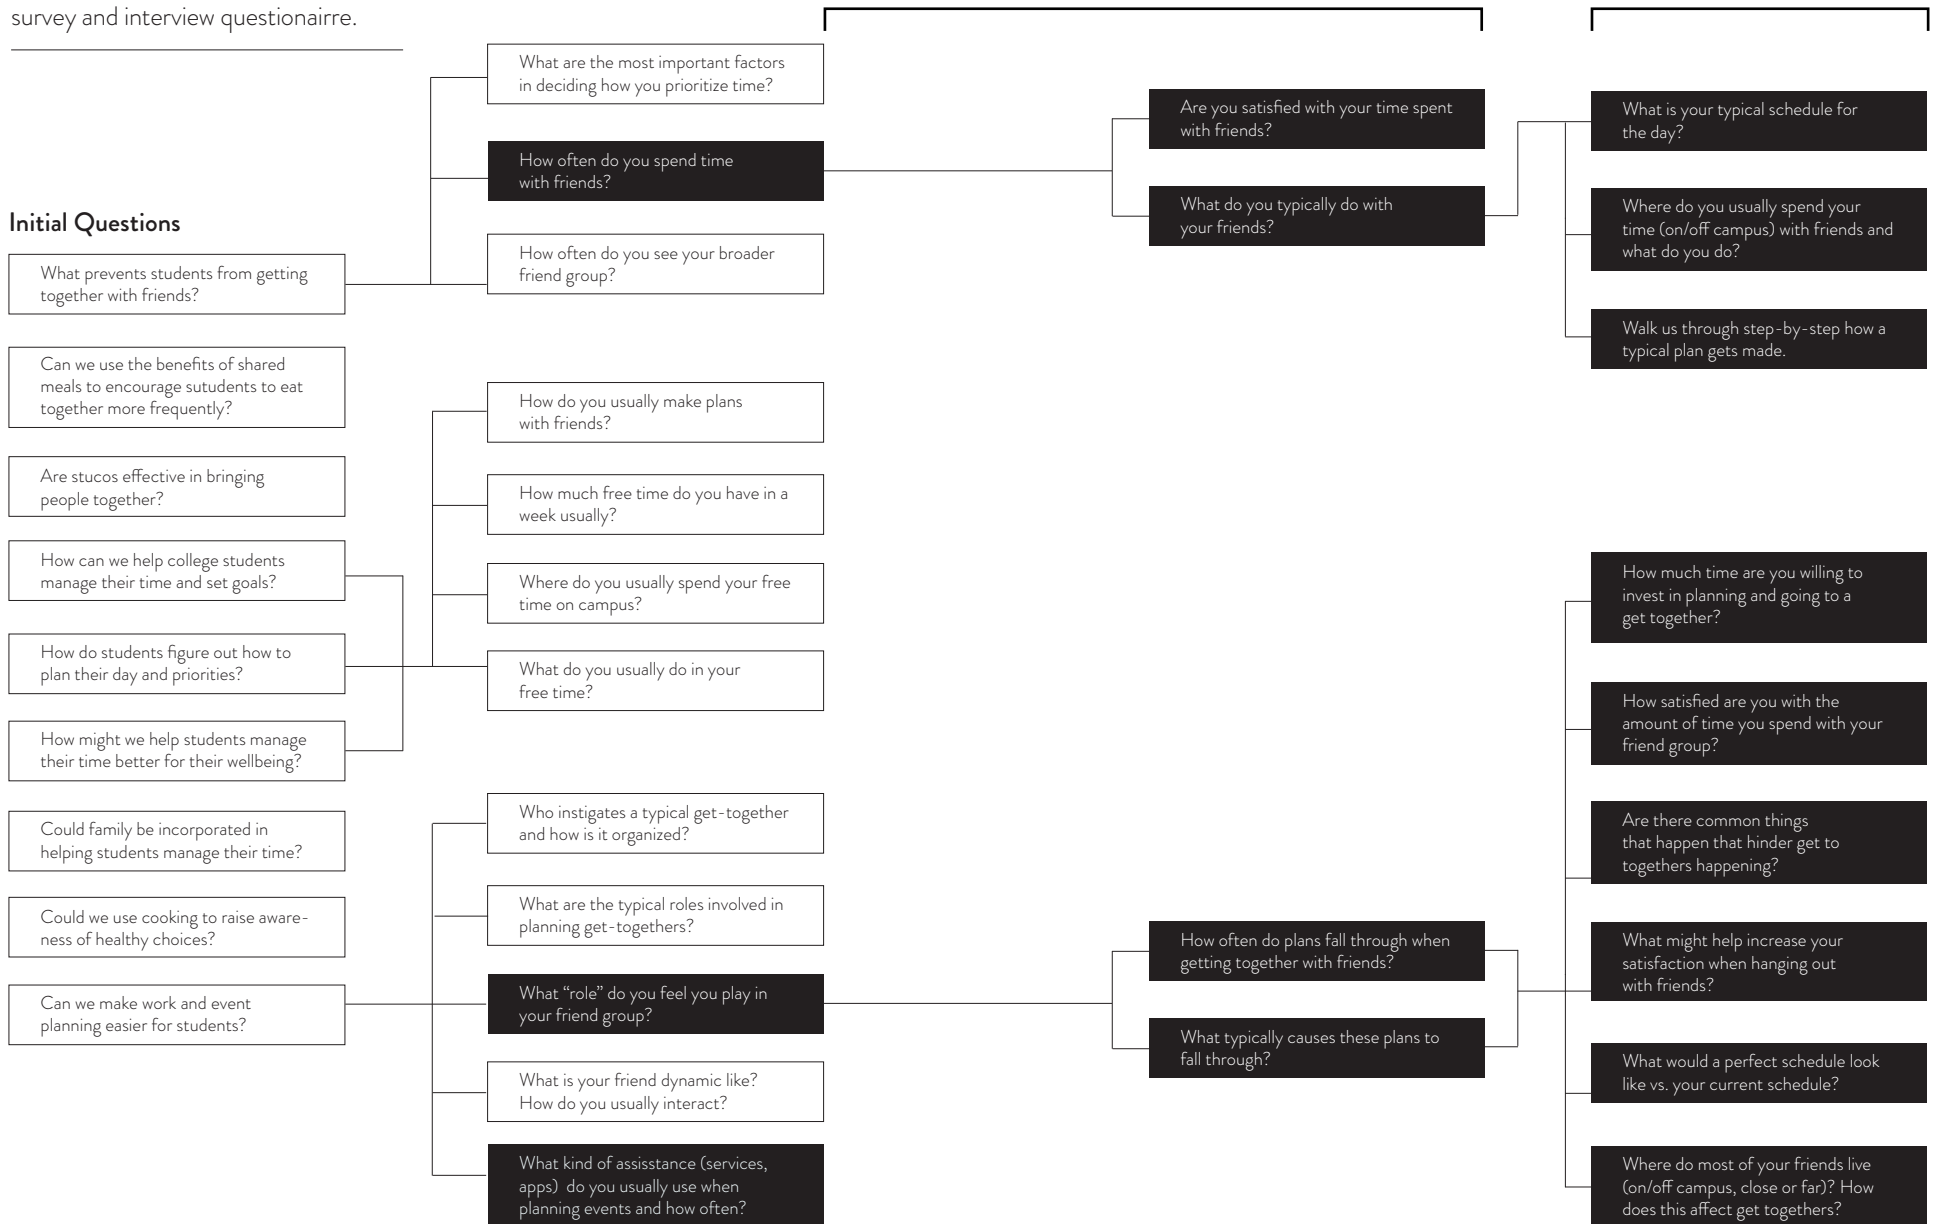 survey and interview questionairre.
Initial Questions
What prevents students from getting
together with friends?
Can we use the benefits of shared
meals to encourage sutudents to eat
together more frequently?
Are stucos effective in bringing
people together?
How can we help college students
manage their time and set goals?
How do students figure out how to
plan their day and priorities?
How might we help students manage
their time better for their wellbeing?
Could family be incorporated in
helping students manage their time?
Could we use cooking to raise aware-
ness of healthy choices?
Can we make work and event
planning easier for students?
What are the most important factors
in deciding how you prioritize time?
How often do you spend time
with friends?
How often do you see your broader
friend group?
How do you usually make plans
with friends?
How much free time do you have in a
week usually?
Where do you usually spend your free
time on campus?
What do you usually do in your
free time?
Who instigates a typical get-together
and how is it organized?
What are the typical roles involved in
planning get-togethers?
What “role” do you feel you play in
your friend group?
What is your friend dynamic like?
How do you usually interact?
What kind of assisstance (services,
apps) do you usually use when
planning events and how often?
Are you satisfied with your time spent
with friends?
What do you typically do with
your friends?
How often do plans fall through when
getting together with friends?
What typically causes these plans to
fall through?
What is your typical schedule for
the day?
Where do you usually spend your
time (on/off campus) with friends and
what do you do?
Walk us through step-by-step how a
typical plan gets made.
How much time are you willing to
invest in planning and going to a
get together?
How satisfied are you with the
amount of time you spend with your
friend group?
Are there common things
that happen that hinder get to
togethers happening?
What might help increase your
satisfaction when hanging out
with friends?
What would a perfect schedule look
like vs. your current schedule?
Where do most of your friends live
(on/off campus, close or far)? How
does this affect get togethers?